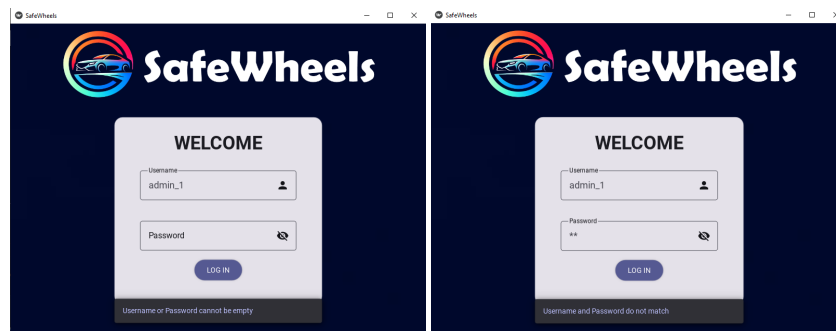 SafeWheels
SafeWheels
WELCOME
Username
admin_1
Password
LOG IN
Username or Password cannot be empty
SafeWheels
SafeWheels
WELCOME
Username
admin_1
Password
**
LOG IN
Username and Password do not match